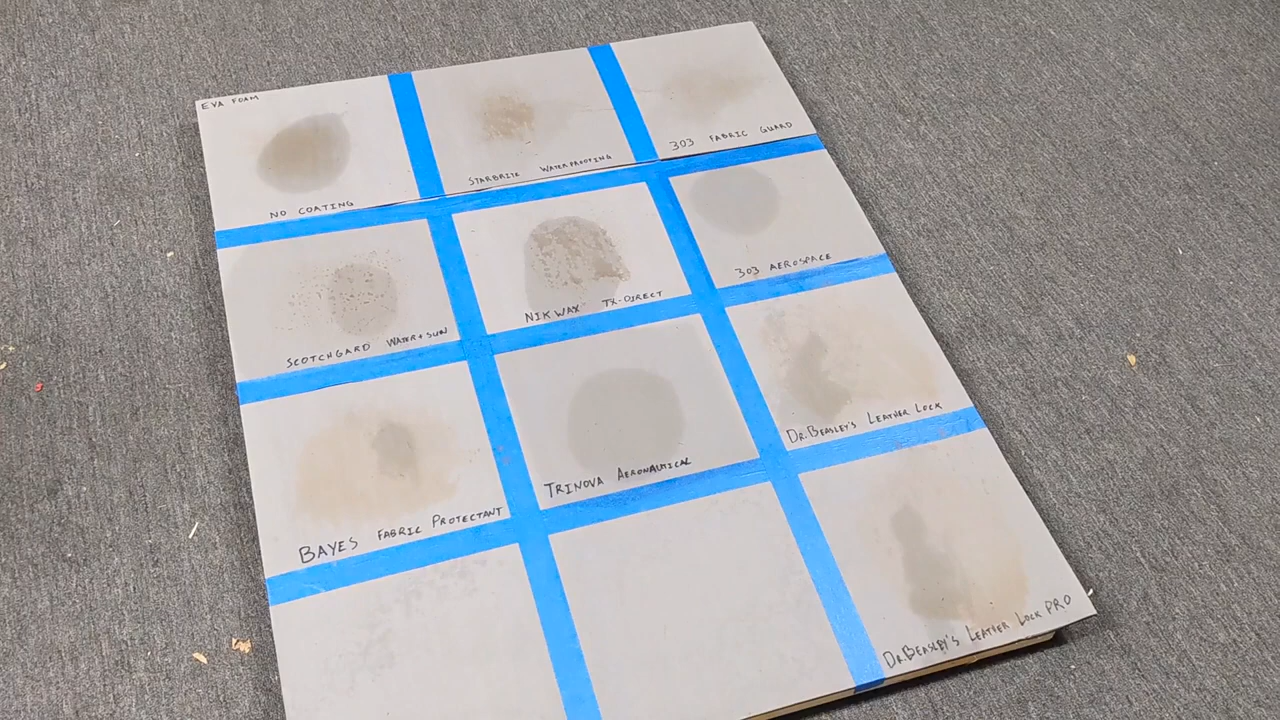 EVA FOAM
NO COATING
STARBRITE WATERPROOFING
303 FABRIC GUARD
SCOTCHGARD WATER+SUN
NIKWAX TX-DIRECT
303 AEROSPACE
BAYES FABRIC PROTECTANT
TRINOVA AERONAUTICAL
DR.BEASLEY'S LEATHER LOCK
DR.BEASLEY'S LEATHER LOCK PRO